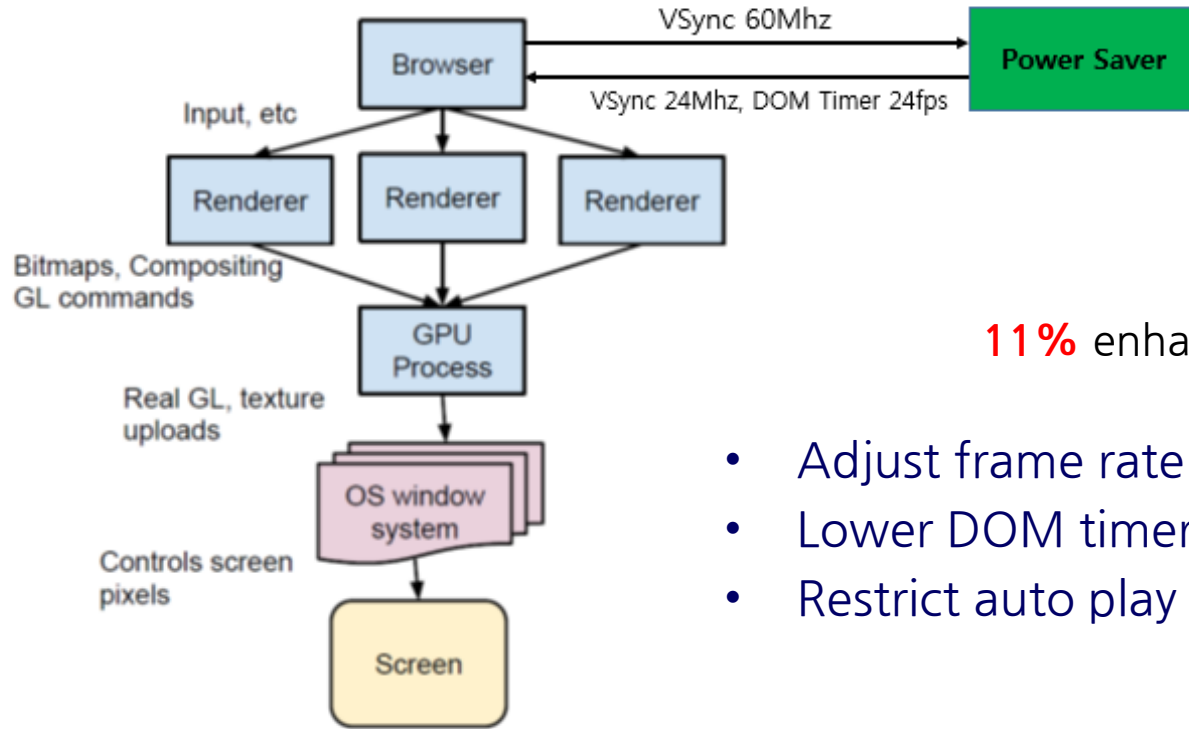 VSync 60Mhz
Browser
Power Saver
VSync 24Mhz, DOM Timer 24fps
Input, etc
Renderer
Renderer
Renderer
Bitmaps, Compositing
GL commands
GPU
Process
11% enha
Real GL, texture
uploads
• Adjust frame rate
OS window
system
• Lower DOM timer
Controls screen
pixels
• Restrict auto play
Screen